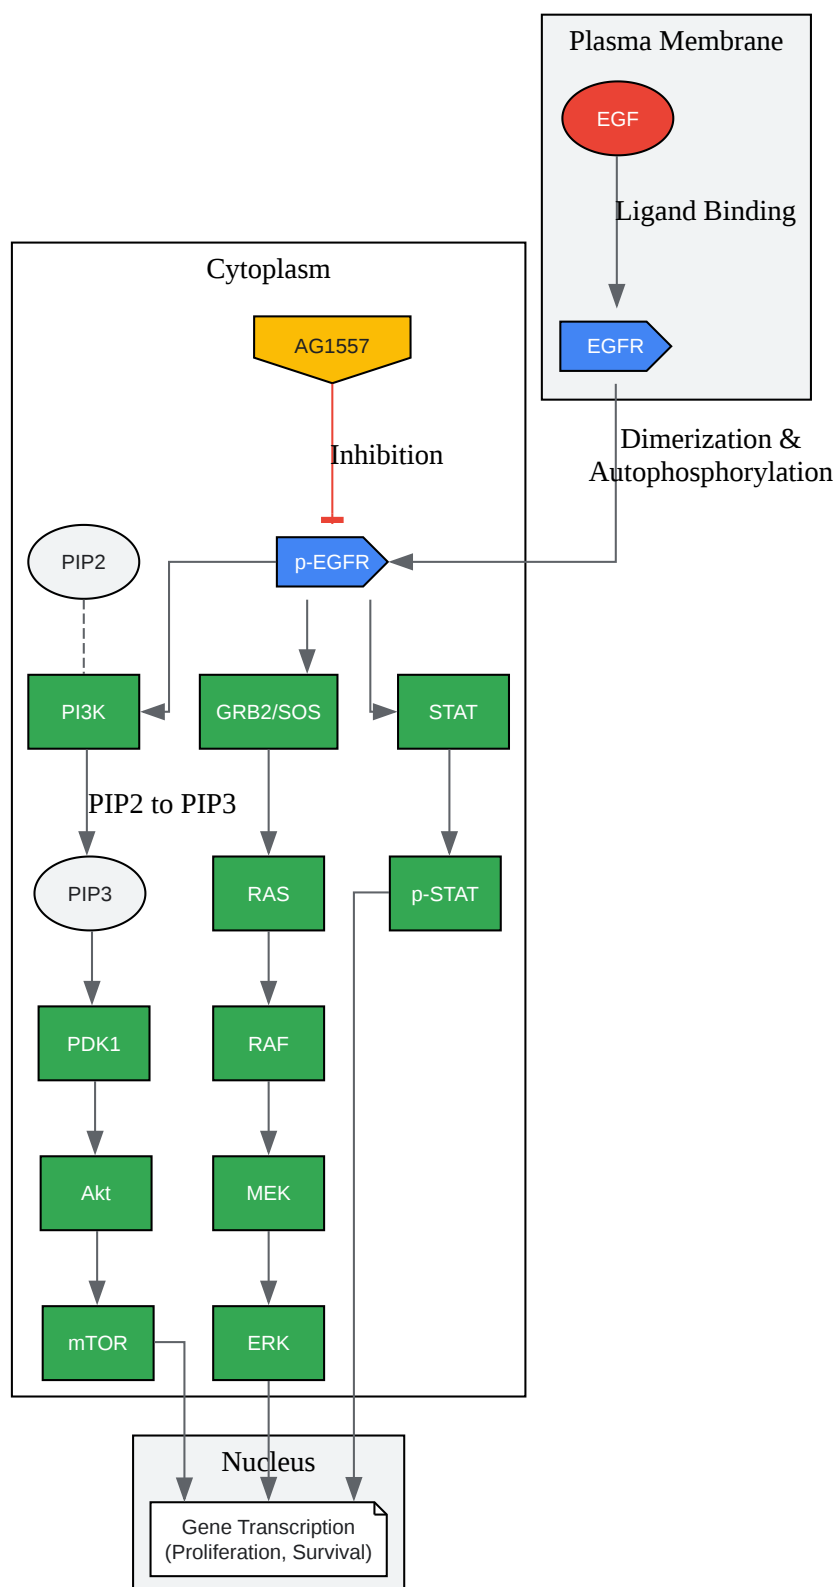 Plasma Membrane
EGF
Ligand Binding
EGFR
Dimerization &
Autophosphorylation
Cytoplasm
AG1557
Inhibition
p-EGFR
PIP2
PI3K
GRB2/SOS
STAT
PIP2 to PIP3
PIP3
RAS
p-STAT
PDK1
RAF
Akt
MEK
mTOR
ERK
Nucleus
Gene Transcription
(Proliferation, Survival)